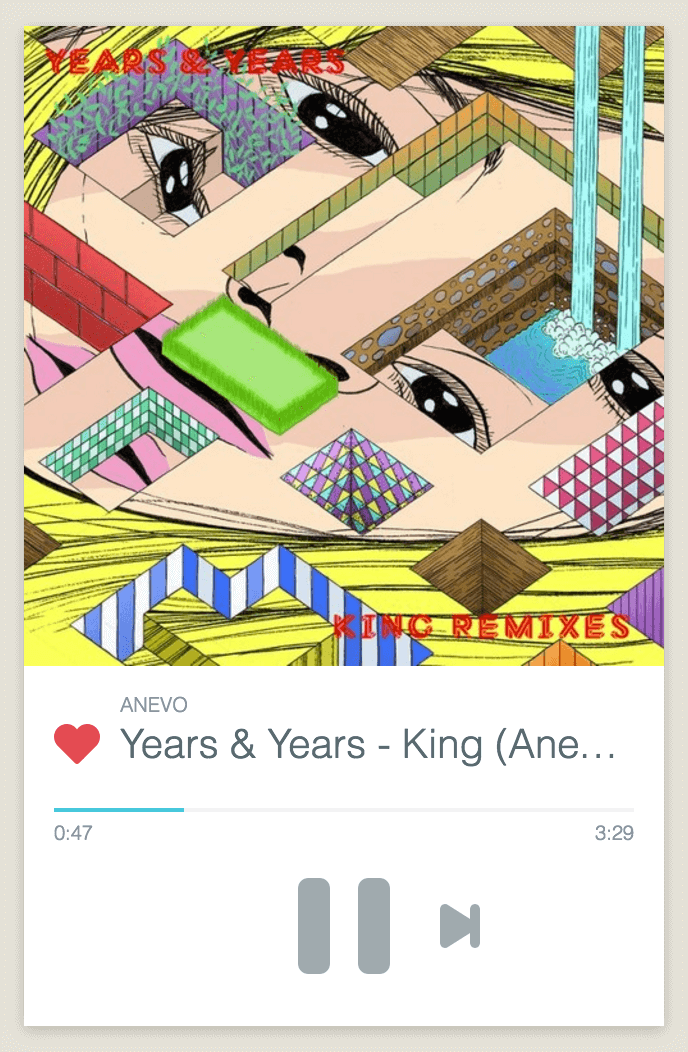 YEARS & YEARS
KING REMIXES
ANEVO
Years & Years - King (Ane…
0:47
3:29